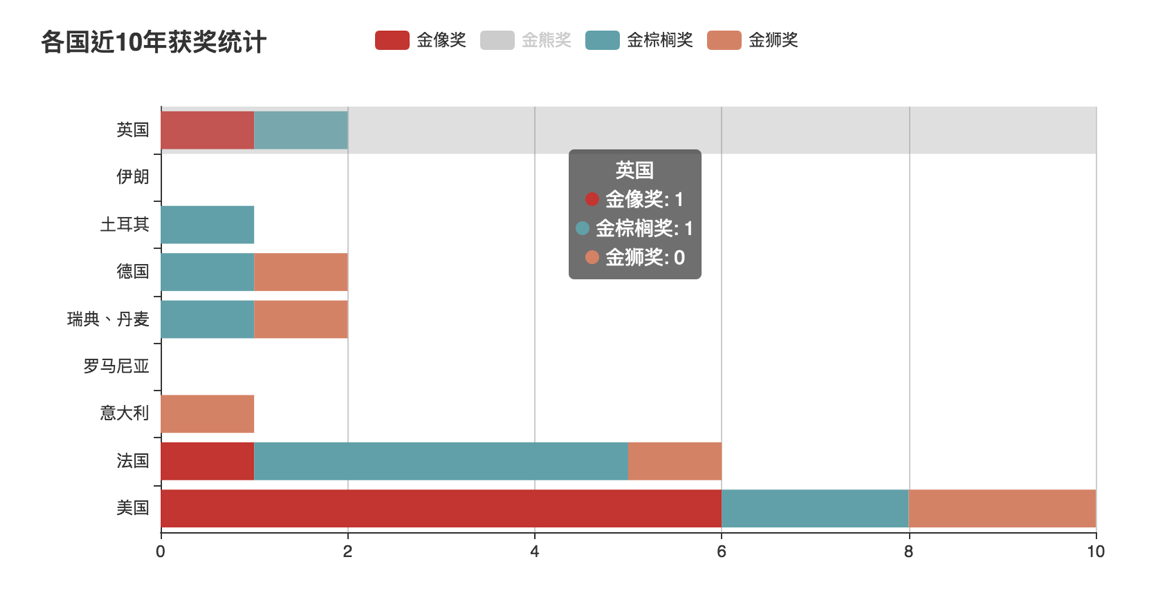 各国近10年获奖统计
金像奖 金熊奖 金棕榈奖 金狮奖
英国
伊朗
土耳其
德国
瑞典、丹麦
罗马尼亚
意大利
法国
美国
英国
金像奖: 1
金棕榈奖: 1
金狮奖: 0
0 2 4 6 8 10